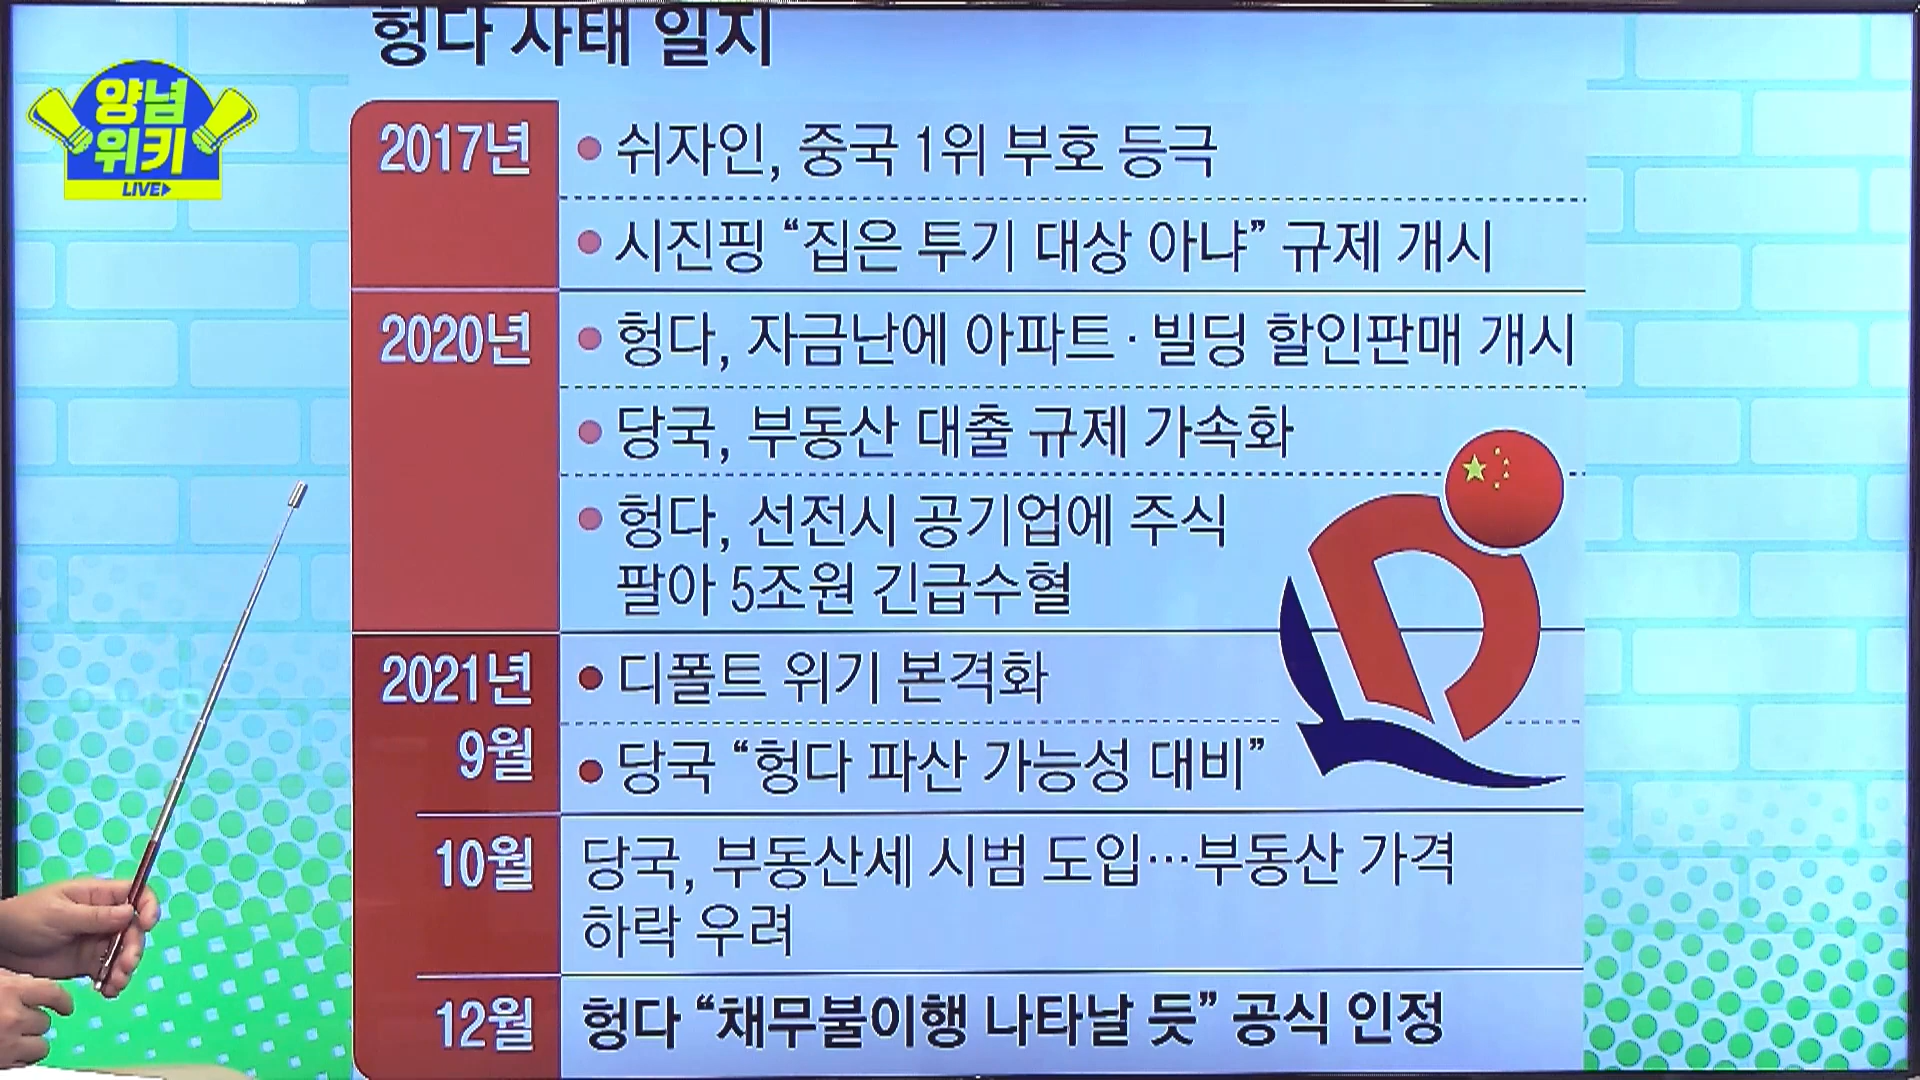 헝다 사태 일지
양념
위키
LIVE
2017년
쉬자인, 중국 1위 부호 등극
시진핑 “집은 투기 대상 아냐” 규제 개시
2020년
헝다, 자금난에 아파트·빌딩 할인판매 개시
당국, 부동산 대출 규제 가속화
헝다, 선전시 공기업에 주식
팔아 5조원 긴급수혈
2021년
9월
디폴트 위기 본격화
당국 “헝다 파산 가능성 대비”
10월
당국, 부동산세 시범 도입…부동산 가격
하락 우려
12월
헝다 “채무불이행 나타날 듯” 공식 인정